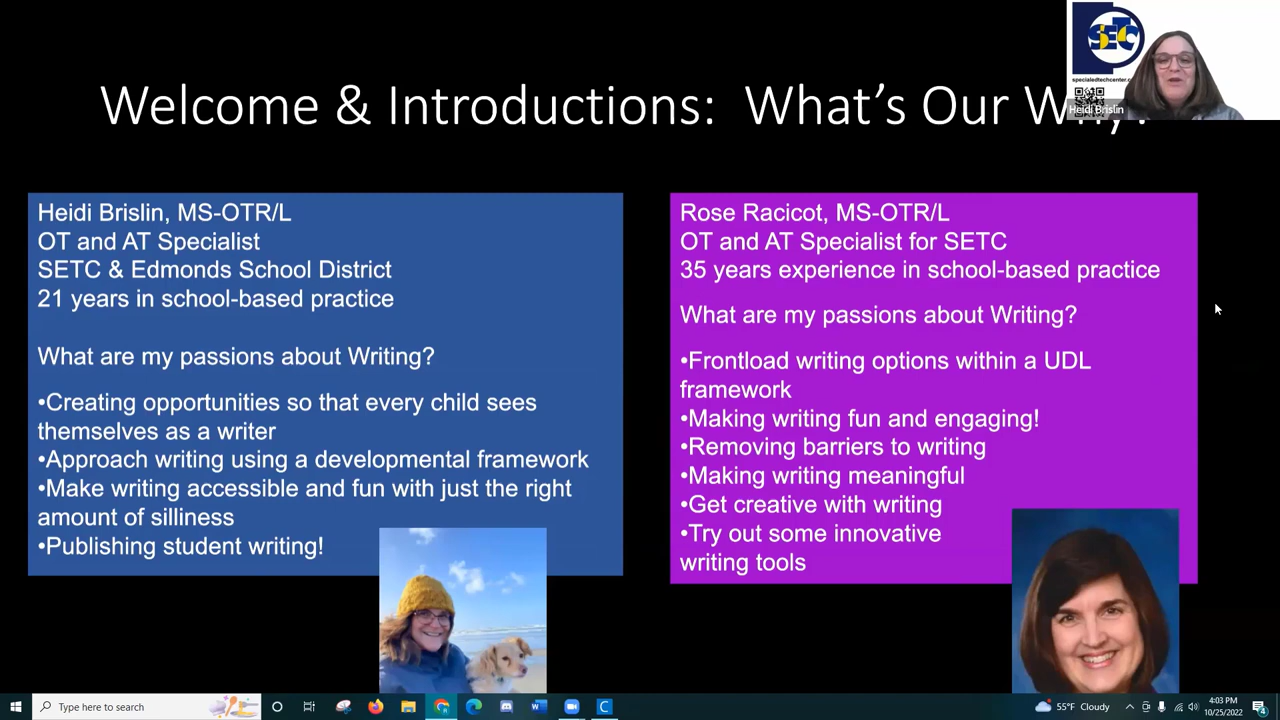 SETC
specialedtechcenter.c
Heidi Brislin
Welcome & Introductions: What's Our Why?
Heidi Brislin, MS-OTR/L
OT and AT Specialist
SETC & Edmonds School District
21 years in school-based practice
What are my passions about Writing?
•Creating opportunities so that every child sees
themselves as a writer
•Approach writing using a developmental framework
•Make writing accessible and fun with just the right
amount of silliness
•Publishing student writing!
Rose Racicot, MS-OTR/L
OT and AT Specialist for SETC
35 years experience in school-based practice
What are my passions about Writing?
•Frontload writing options within a UDL
framework
•Making writing fun and engaging!
•Removing barriers to writing
•Making writing meaningful
•Get creative with writing
•Try out some innovative
writing tools
Type here to search
55°F Cloudy
4:03 PM
10/25/2022
4